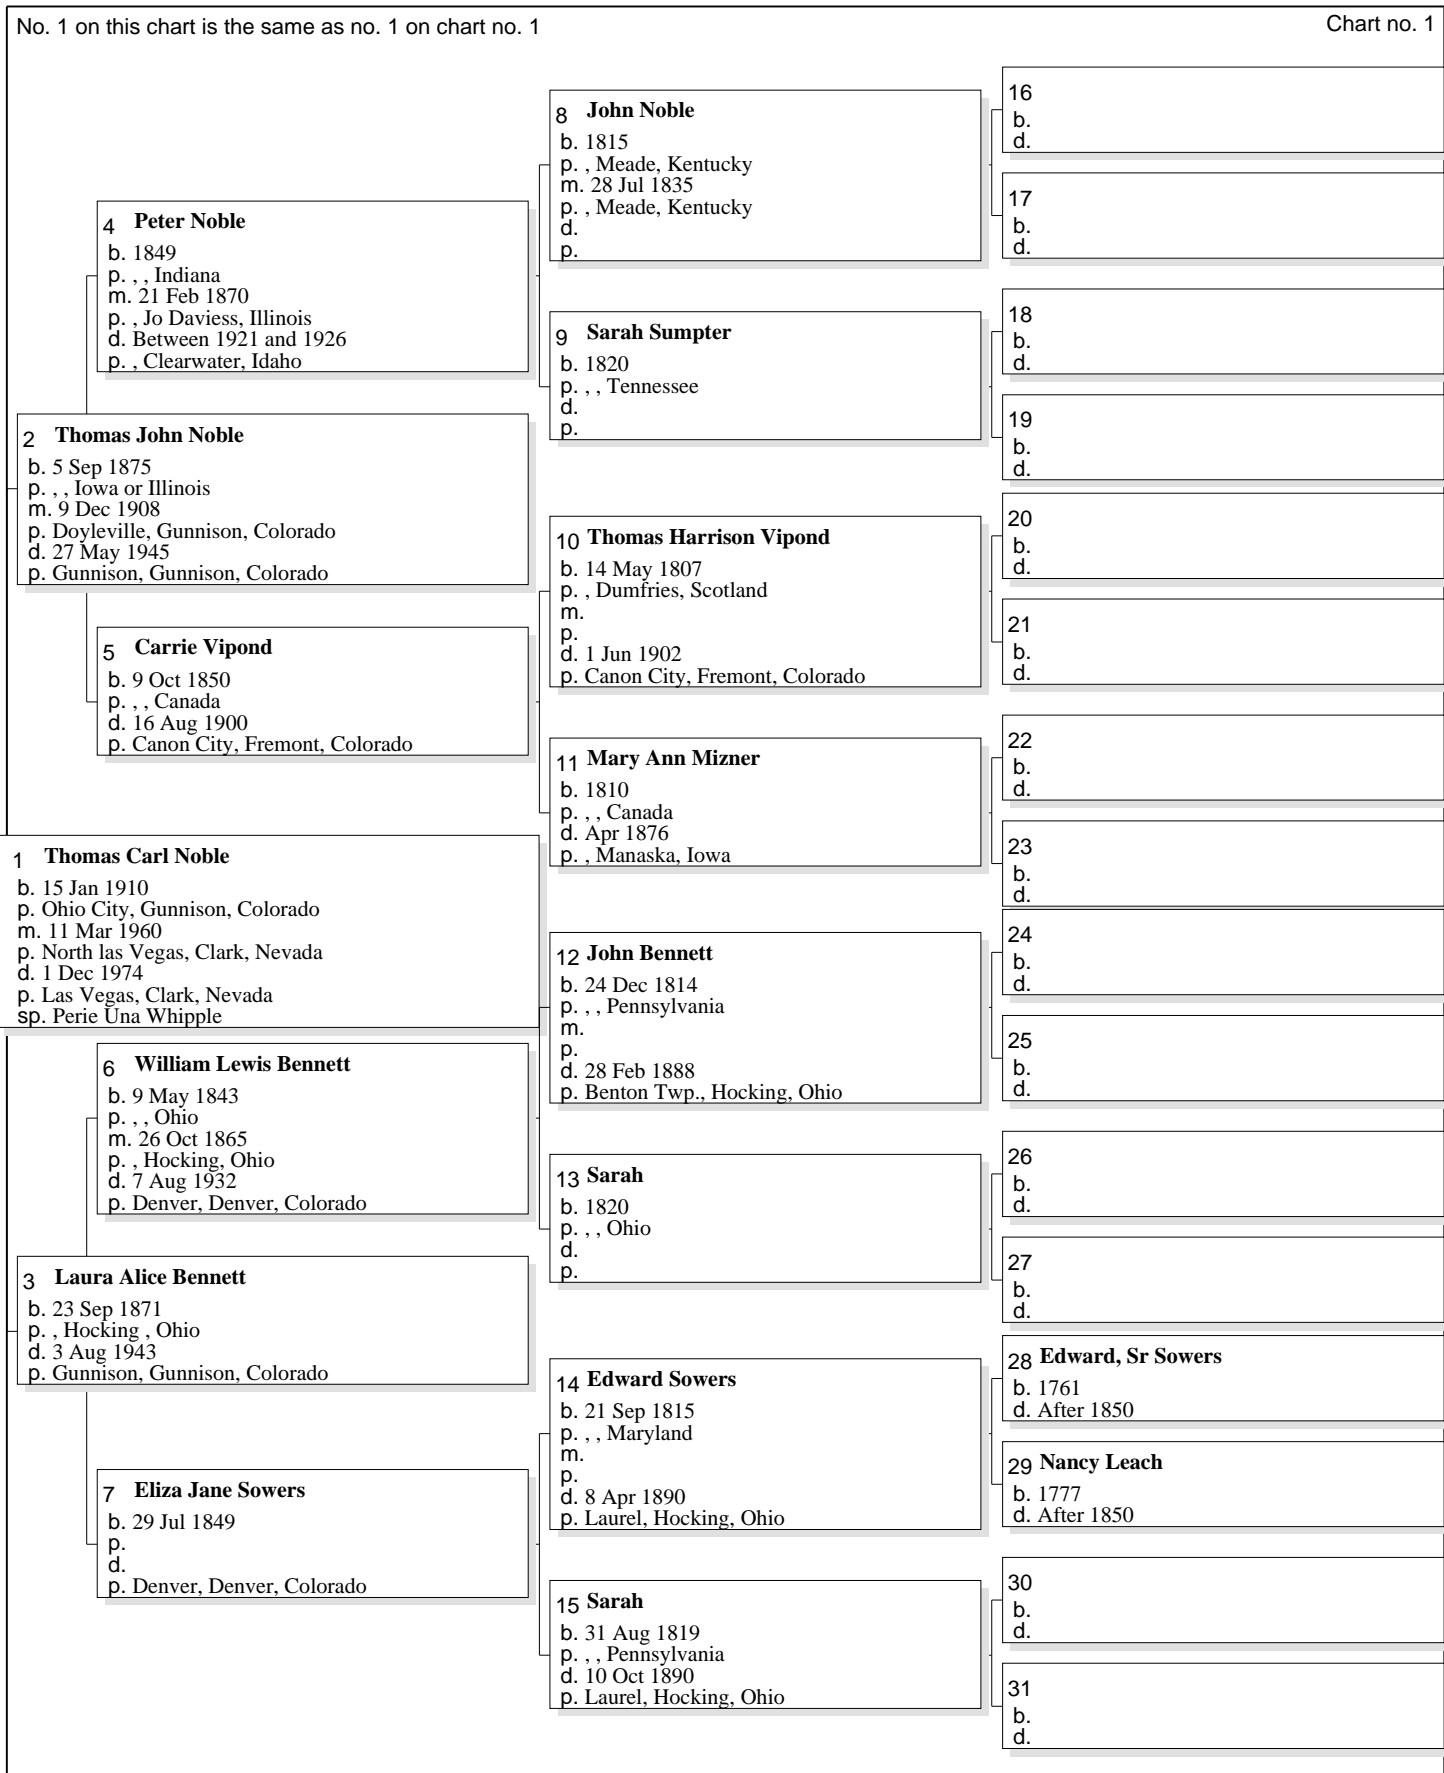 No. 1 on this chart is the same as no. 1 on chart no. 1
Chart no. 1
1 Thomas Carl Noble
b. 15 Jan 1910
p. Ohio City, Gunnison, Colorado
m. 11 Mar 1960
p. North las Vegas, Clark, Nevada
d. 1 Dec 1974
p. Las Vegas, Clark, Nevada
sp. Perie Una Whipple
2 Thomas John Noble
b. 5 Sep 1875
p. , , Iowa or Illinois
m. 9 Dec 1908
p. Doyleville, Gunnison, Colorado
d. 27 May 1945
p. Gunnison, Gunnison, Colorado
3 Laura Alice Bennett
b. 23 Sep 1871
p. , Hocking , Ohio
d. 3 Aug 1943
p. Gunnison, Gunnison, Colorado
4 Peter Noble
b. 1849
p. , , Indiana
m. 21 Feb 1870
p. , Jo Daviess, Illinois
d. Between 1921 and 1926
p. , Clearwater, Idaho
5 Carrie Vipond
b. 9 Oct 1850
p. , , Canada
d. 16 Aug 1900
p. Canon City, Fremont, Colorado
6 William Lewis Bennett
b. 9 May 1843
p. , , Ohio
m. 26 Oct 1865
p. , Hocking, Ohio
d. 7 Aug 1932
p. Denver, Denver, Colorado
7 Eliza Jane Sowers
b. 29 Jul 1849
p.
d.
p. Denver, Denver, Colorado
8 John Noble
b. 1815
p. , Meade, Kentucky
m. 28 Jul 1835
p. , Meade, Kentucky
d.
p.
9 Sarah Sumpter
b. 1820
p. , , Tennessee
d.
p.
10 Thomas Harrison Vipond
b. 14 May 1807
p. , Dumfries, Scotland
m.
p.
d. 1 Jun 1902
p. Canon City, Fremont, Colorado
11 Mary Ann Mizner
b. 1810
p. , , Canada
d. Apr 1876
p. , Manaska, Iowa
12 John Bennett
b. 24 Dec 1814
p. , , Pennsylvania
m.
p.
d. 28 Feb 1888
p. Benton Twp., Hocking, Ohio
13 Sarah
b. 1820
p. , , Ohio
d.
p.
14 Edward Sowers
b. 21 Sep 1815
p. , , Maryland
m.
p.
d. 8 Apr 1890
p. Laurel, Hocking, Ohio
15 Sarah
b. 31 Aug 1819
p. , , Pennsylvania
d. 10 Oct 1890
p. Laurel, Hocking, Ohio
16
b.
d.
17
b.
d.
18
b.
d.
19
b.
d.
20
b.
d.
21
b.
d.
22
b.
d.
23
b.
d.
24
b.
d.
25
b.
d.
26
b.
d.
27
b.
d.
28 Edward, Sr Sowers
b. 1761
d. After 1850
29 Nancy Leach
b. 1777
d. After 1850
30
b.
d.
31
b.
d.